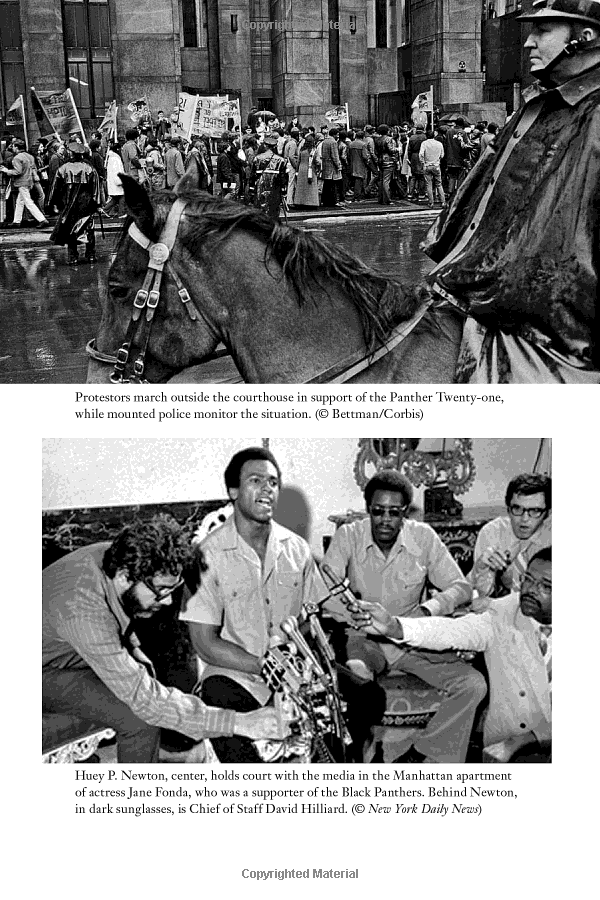 Copyrighted Material
Protestors march outside the courthouse in support of the Panther Twenty-one,
while mounted police monitor the situation. (© Bettman/Corbis)
Huey P. Newton, center, holds court with the media in the Manhattan apartment
of actress Jane Fonda, who was a supporter of the Black Panthers. Behind Newton,
in dark sunglasses, is Chief of Staff David Hilliard. (© New York Daily News)
Copyrighted Material